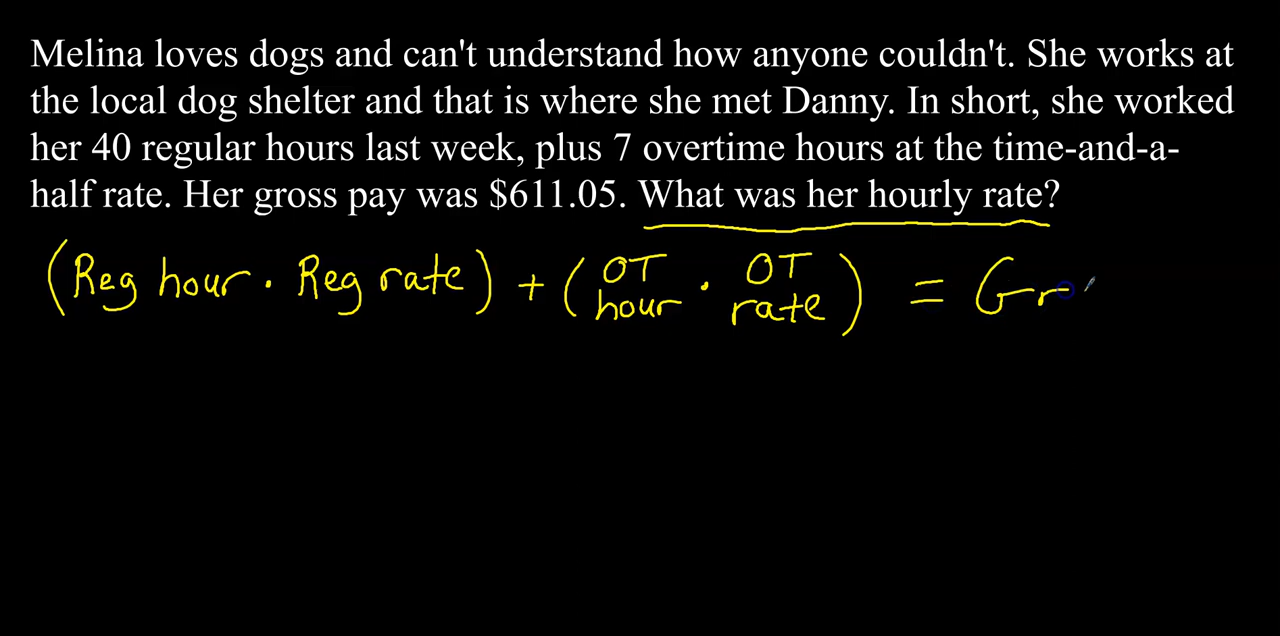 Melina loves dogs and can't understand how anyone couldn't. She works at
the local dog shelter and that is where she met Danny. In short, she worked
her 40 regular hours last week, plus 7 overtime hours at the time-and-a-
half rate. Her gross pay was $611.05. What was her hourly rate?
(Reg hour · Reg rate) + (OT hour · OT rate) = Gr